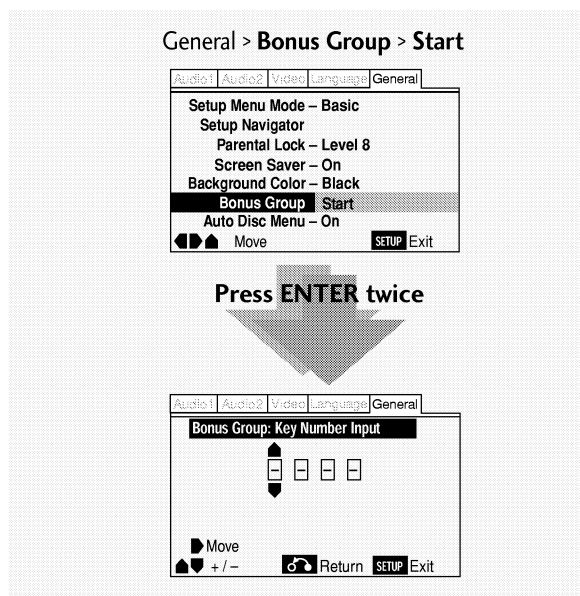 General > Bonus Group > Start
Audio1 Audio2 Video Language General
Setup Menu Mode – Basic
Setup Navigator
Parental Lock – Level 8
Screen Saver – On
Background Color – Black
Bonus Group Start
Auto Disc Menu – On
Move SETUP Exit
Press ENTER twice
Audio1 Audio2 Video Language General
Bonus Group: Key Number Input
– – – –
Move
+ / – Return SETUP Exit